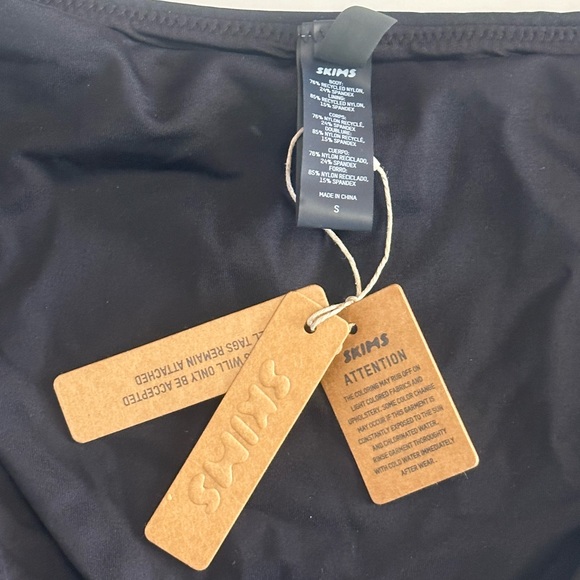 SKIMS
BODY:
76% RECYCLED NYLON,
24% SPANDEX
LINING:
85% RECYCLED NYLON,
15% SPANDEX
CORPS:
76% NYLON RECYCLÉ,
24% SPANDEX
DOUBLURE:
85% NYLON RECYCLÉ,
15% SPANDEX
CUERPO:
76% NYLON RECICLADO,
24% SPANDEX
FORRO:
85% NYLON RECICLADO,
15% SPANDEX
MADE IN CHINA
S
S WILL ONLY BE ACCEPTED
TAGS REMAIN ATTACHED
SKIMS
SKIMS
ATTENTION
THE COLORING MAY RUN OFF ON
LIGHT COLORED FABRICS AND
UPHOLSTERY. SOME COLOR CHANGE
MAY OCCUR IF THIS GARMENT IS
CONSTANTLY EXPOSED TO THE SUN
AND CHLORINATED WATER.
RINSE GARMENT THOROUGHTY
WITH COLD WATER IMMEDIATELY
AFTER WEAR.